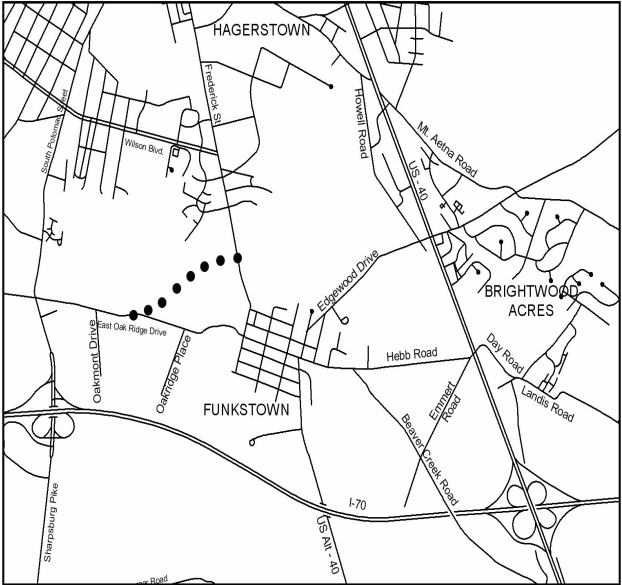 HAGERSTOWN
Frederick St
Howell Road
South Potomac Street
Wilson Blvd.
Mt. Aetna Road
US - 40
Edgewood Drive
BRIGHTWOOD
ACRES
East Oak Ridge Drive
Oakmont Drive
Oakridge Place
Hebb Road
Day Road
Landis Road
Emmert
Road
FUNKSTOWN
Beaver Creek Road
I-70
Sharpsburg Pike
US Alt - 40
Road